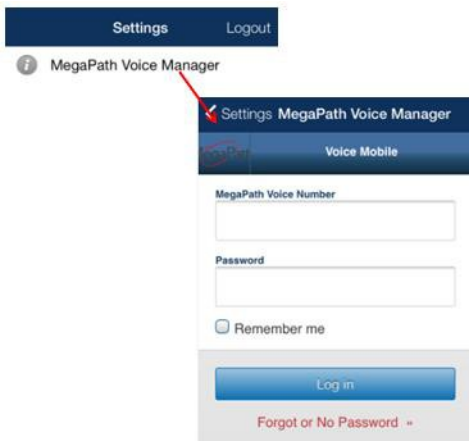 Settings Logout
MegaPath Voice Manager
Settings MegaPath Voice Manager
MegaPath Voice Mobile
MegaPath Voice Number
Password
Remember me
Log in
Forgot or No Password »